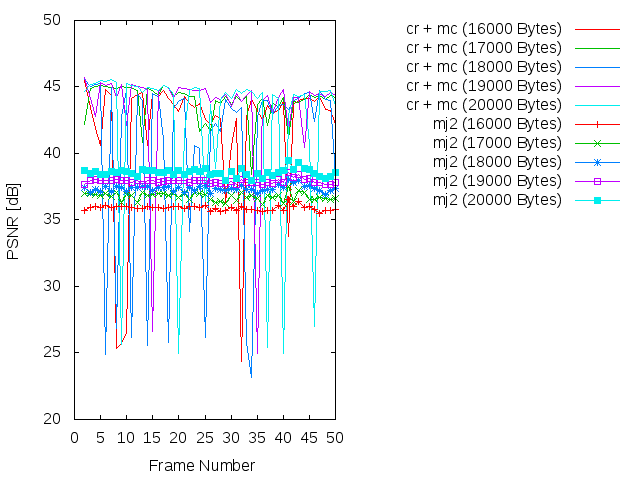 50
45
40
35
30
25
20
PSNR [dB]
0 5 10 15 20 25 30 35 40 45 50
Frame Number
cr + mc (16000 Bytes)
cr + mc (17000 Bytes)
cr + mc (18000 Bytes)
cr + mc (19000 Bytes)
cr + mc (20000 Bytes)
mj2 (16000 Bytes)
mj2 (17000 Bytes)
mj2 (18000 Bytes)
mj2 (19000 Bytes)
mj2 (20000 Bytes)